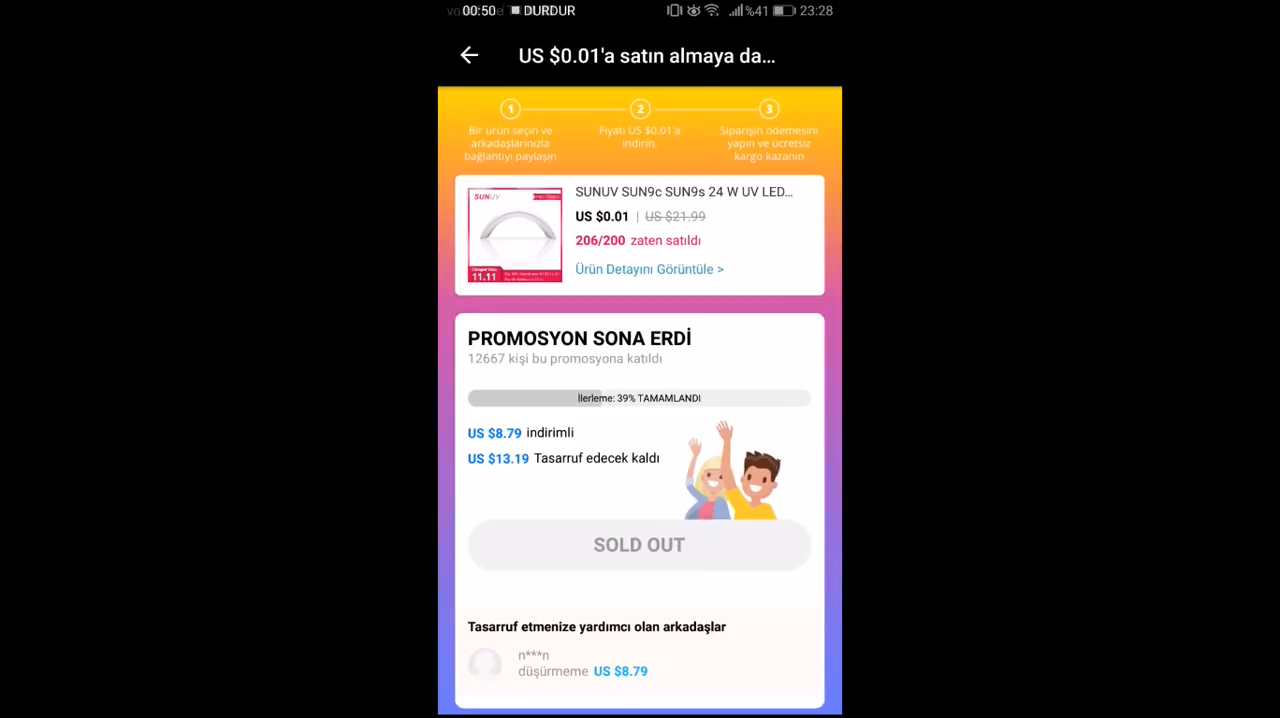 00:50 DURDUR %41 23:28
US $0.01'a satın almaya da...
1 2 3
Bir ürün seçin ve arkadaşlarınızla bağlantıyı paylaşın
Fiyatı US $0.01'a indirin.
Siparişin ödemesini yapın ve ücretsiz kargo kazanın
SUNUV
11.11
SUNUV SUN9c SUN9s 24 W UV LED...
US $0.01 | US $21.99
206/200 zaten satıldı
Ürün Detayını Görüntüle >
PROMOSYON SONA ERDİ
12667 kişi bu promosyona katıldı
İlerleme: 39% TAMAMLANDI
US $8.79 indirimli
US $13.19 Tasarruf edecek kaldı
SOLD OUT
Tasarruf etmenize yardımcı olan arkadaşlar
n***n
düşürmeme US $8.79